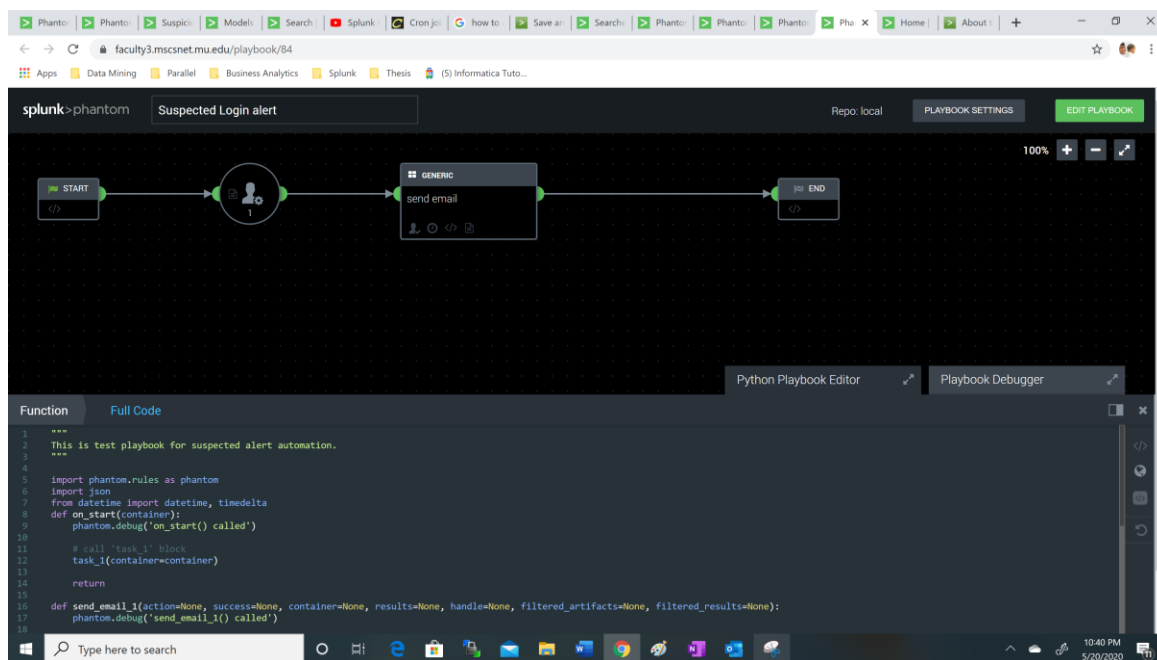 Phanto Phanto Suspici Models Search Splunk Cron jo how to Save an Search Phanto Phanto Phanto Pha Home About t
faculty3.mscsnet.mu.edu/playbook/84
Apps Data Mining Parallel Business Analytics Splunk Thesis (5) Informatica Tuto...
splunk>phantom Suspected Login alert Repo: local PLAYBOOK SETTINGS EDIT PLAYBOOK
100%
START
</>
1
GENERIC
send email
</>
END
</>
Python Playbook Editor Playbook Debugger
Function Full Code
1 """
2 This is test playbook for suspected alert automation.
3 """
4
5 import phantom.rules as phantom
6 import json
7 from datetime import datetime, timedelta
8 def on_start(container):
9 phantom.debug('on_start() called')
10
11 # call 'task_1' block
12 task_1(container=container)
13
14 return
15
16 def send_email_1(action=None, success=None, container=None, results=None, handle=None, filtered_artifacts=None, filtered_results=None):
17 phantom.debug('send_email_1() called')
18
Type here to search
10:40 PM
5/20/2020